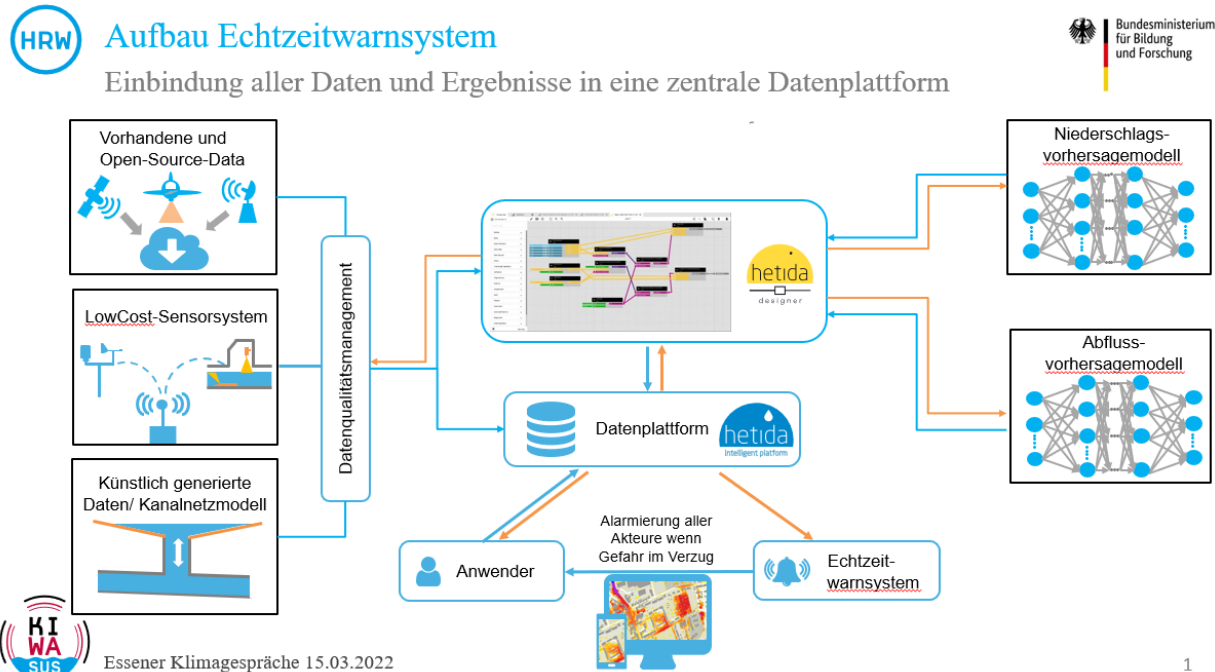 HRW
Aufbau Echtzeitwarnsystem
Einbindung aller Daten und Ergebnisse in eine zentrale Datenplattform
Bundesministerium
für Bildung
und Forschung
Vorhandene und
Open-Source-Data
LowCost-Sensorsystem
Künstlich generierte
Daten/ Kanalnetzmodell
Datenqualitätsmanagement
hetida
designer
Datenplattform
hetida
Intelligent platform
Niederschlags-
vorhersagemodell
Abfluss-
vorhersagemodell
Anwender
Alarmierung aller
Akteure wenn
Gefahr im Verzug
Echtzeit-
warnsystem
KI
WA
SUS
Essener Klimagespräche 15.03.2022
1